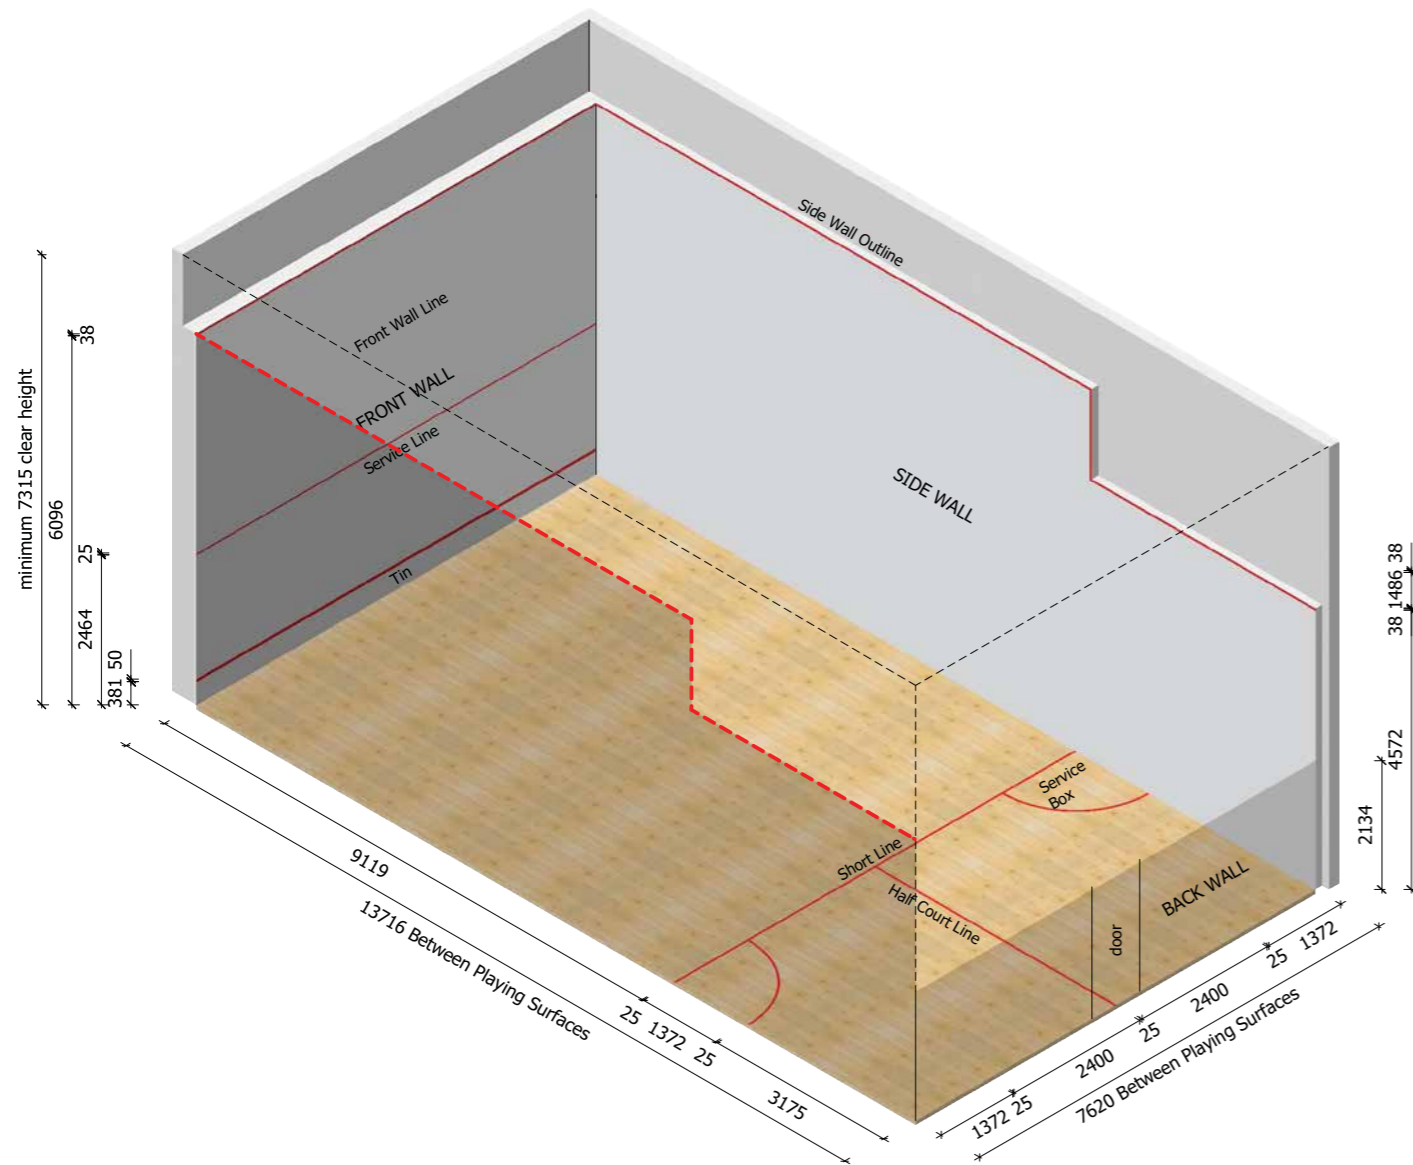 Side Wall Outline
Front Wall Line
FRONT WALL
Service Line
Tin
SIDE WALL
Service
Box
Short Line
Half Court Line
door
BACK WALL
minimum 7315 clear height
6096
38
2464
25
381 50
38 1486 38
4572
2134
9119
25 1372 25
3175
13716 Between Playing Surfaces
1372 25
2400
25
2400
25
1372
7620 Between Playing Surfaces